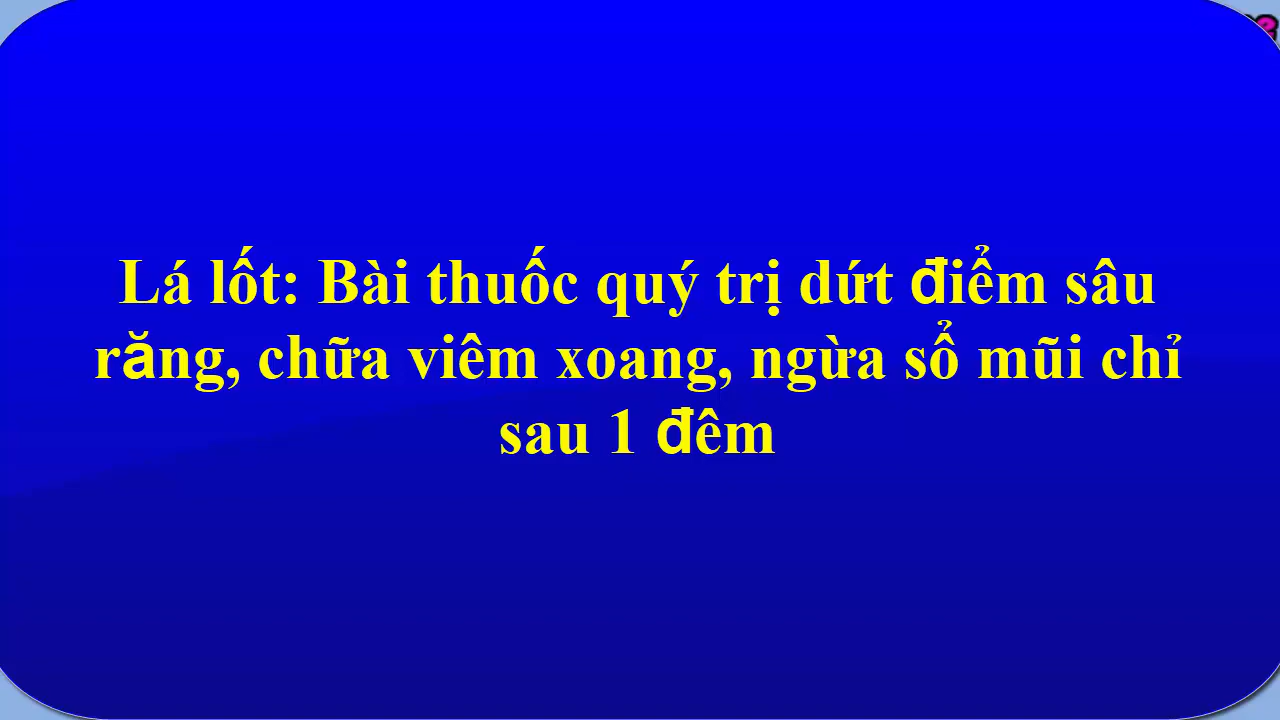 Lá lốt: Bài thuốc quý trị dứt điểm sâu
răng, chữa viêm xoang, ngừa sổ mũi chỉ
sau 1 đêm